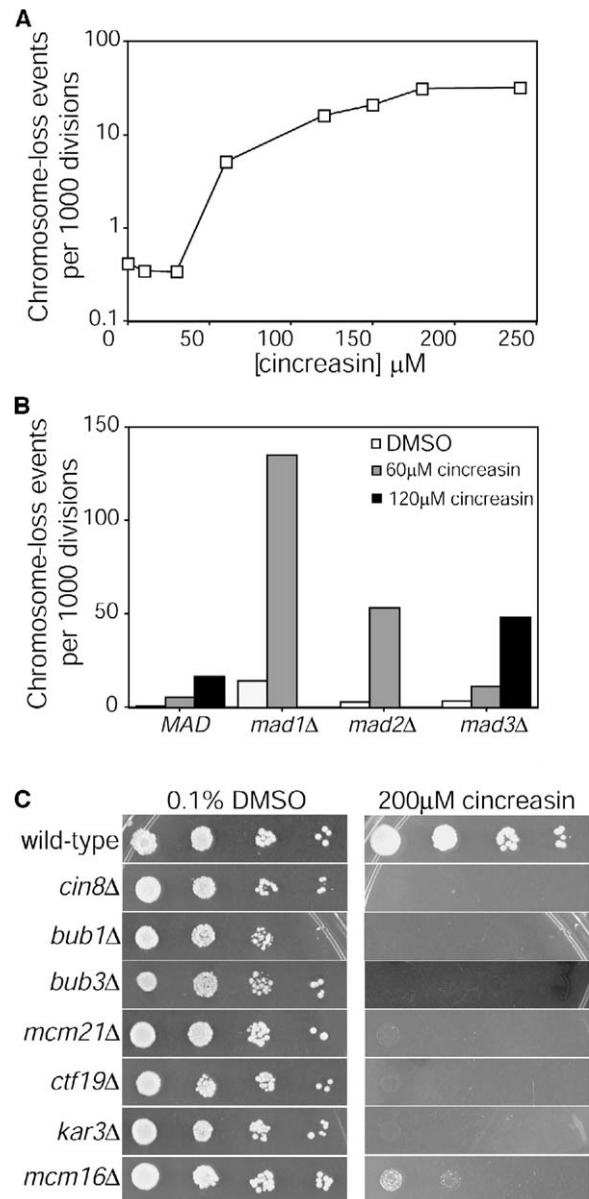 A
Chromosome-loss events
per 1000 divisions
100
10
1
0.1
0
50
100
150
200
250
[cincreasin] μM
B
Chromosome-loss events
per 1000 divisions
150
100
50
0
DMSO
60μM cincreasin
120μM cincreasin
MAD
mad1Δ
mad2Δ
mad3Δ
C
0.1% DMSO
200μM cincreasin
wild-type
cin8Δ
bub1Δ
bub3Δ
mcm21Δ
ctf19Δ
kar3Δ
mcm16Δ